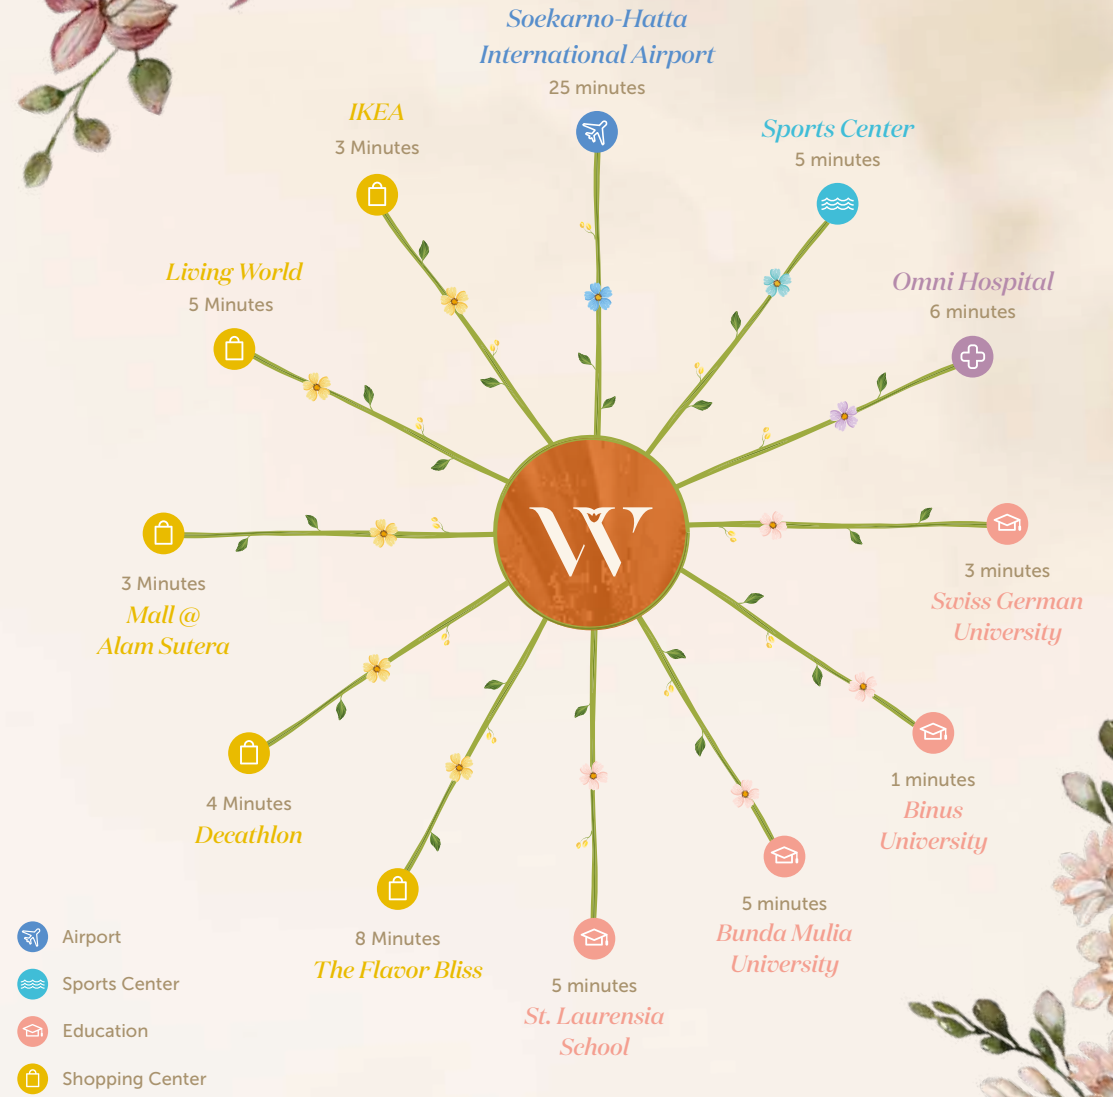 Soekarno-Hatta
International Airport
25 minutes
IKEA
3 Minutes
Sports Center
5 minutes
Living World
5 Minutes
Omni Hospital
6 minutes
W
3 Minutes
Mall @
Alam Sutera
3 minutes
Swiss German
University
4 Minutes
Decathlon
1 minutes
Binus
University
8 Minutes
The Flavor Bliss
5 minutes
Bunda Mulia
University
5 minutes
St. Laurensia
School
Airport
Sports Center
Education
Shopping Center